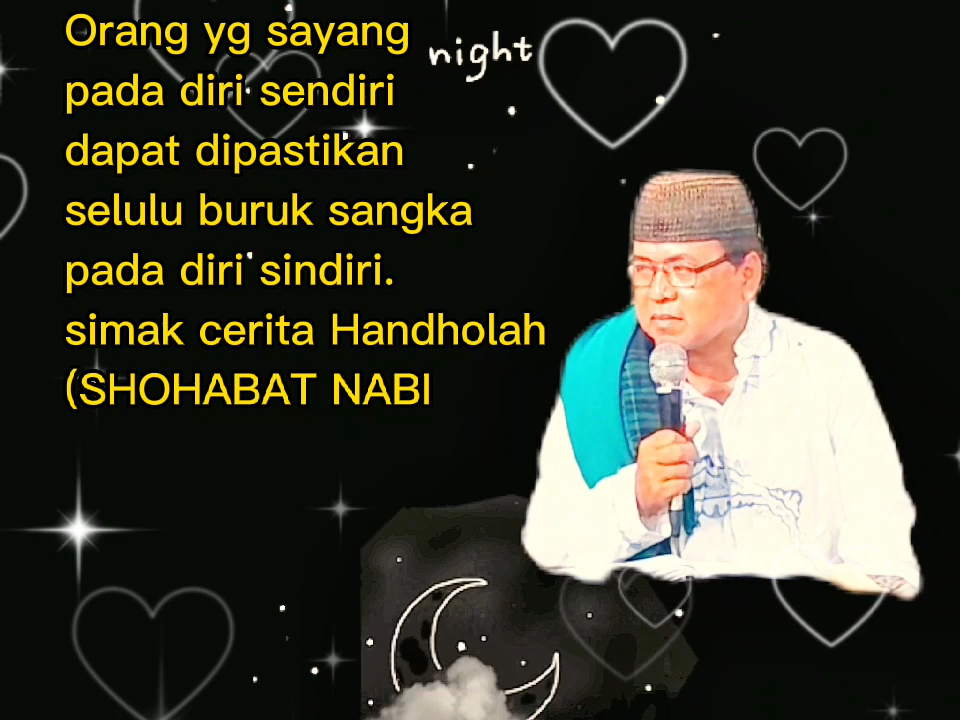 Orang yg sayang
pada diri sendiri
dapat dipastikan
selulu buruk sangka
pada diri sindiri.
simak cerita Handholah
(SHOHABAT NABI
night